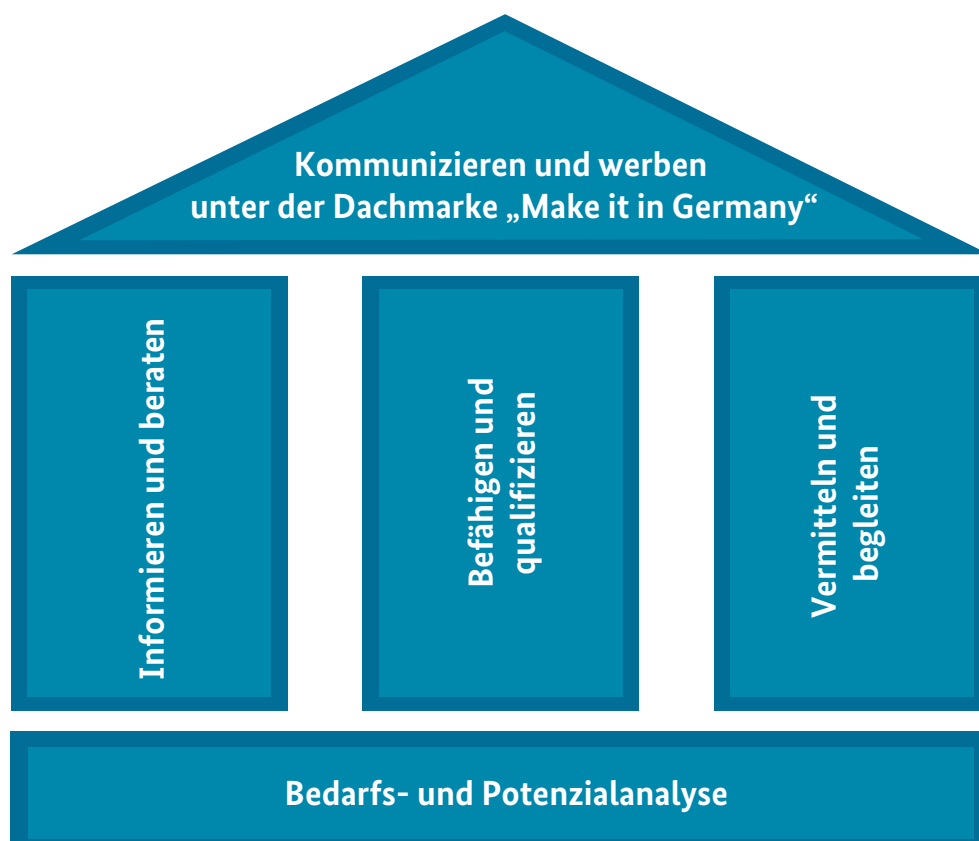 Kommunizieren und werben
unter der Dachmarke „Make it in Germany“
Informieren und beraten
Befähigen und
qualifizieren
Vermitteln und
begleiten
Bedarfs- und Potenzialanalyse